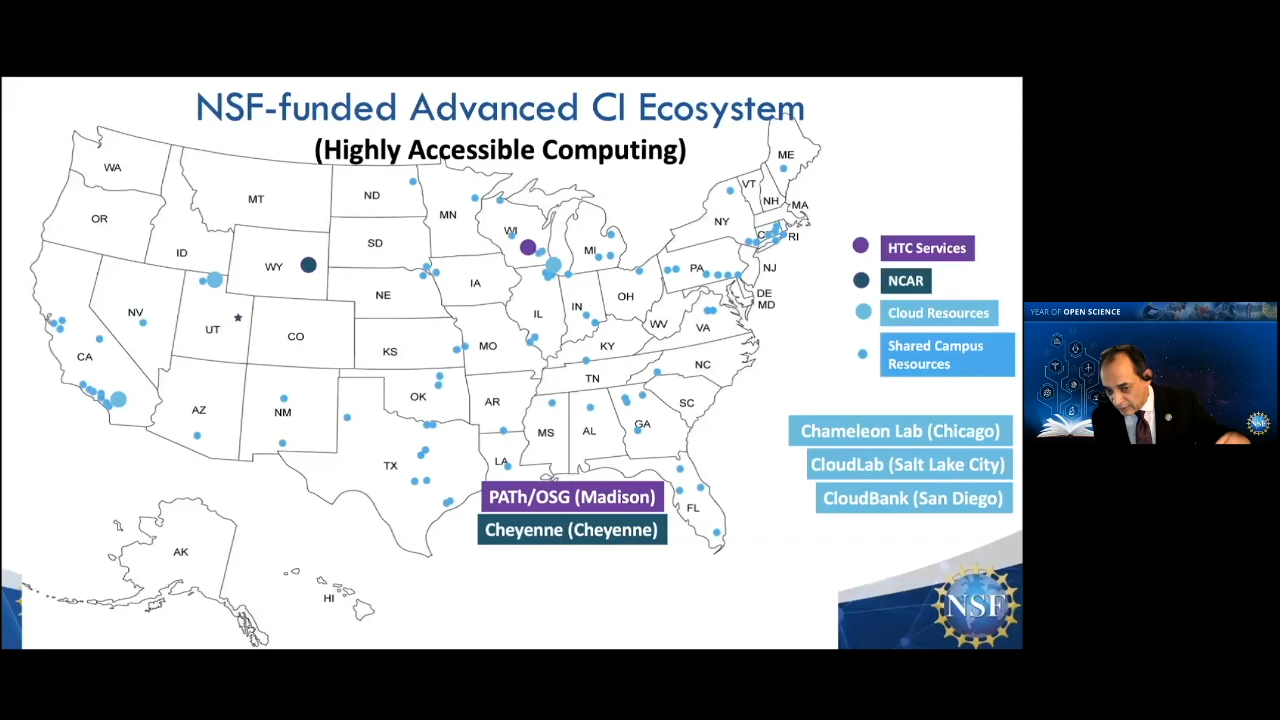 NSF-funded Advanced CI Ecosystem
(Highly Accessible Computing)
WA
MT
ND
MN
OR
ID
WY
SD
WI
MI
NY
VT
NH
ME
MA
RI
NV
UT
CO
NE
IA
IL
IN
OH
PA
NJ
DE
MD
CA
KS
MO
KY
WV
VA
AZ
NM
OK
AR
TN
NC
SC
TX
LA
MS
AL
GA
FL
AK
HI
HTC Services
NCAR
Cloud Resources
Shared Campus
Resources
Chameleon Lab (Chicago)
CloudLab (Salt Lake City)
CloudBank (San Diego)
PATh/OSG (Madison)
Cheyenne (Cheyenne)
NSF
YEAR OF OPEN SCIENCE
NSF